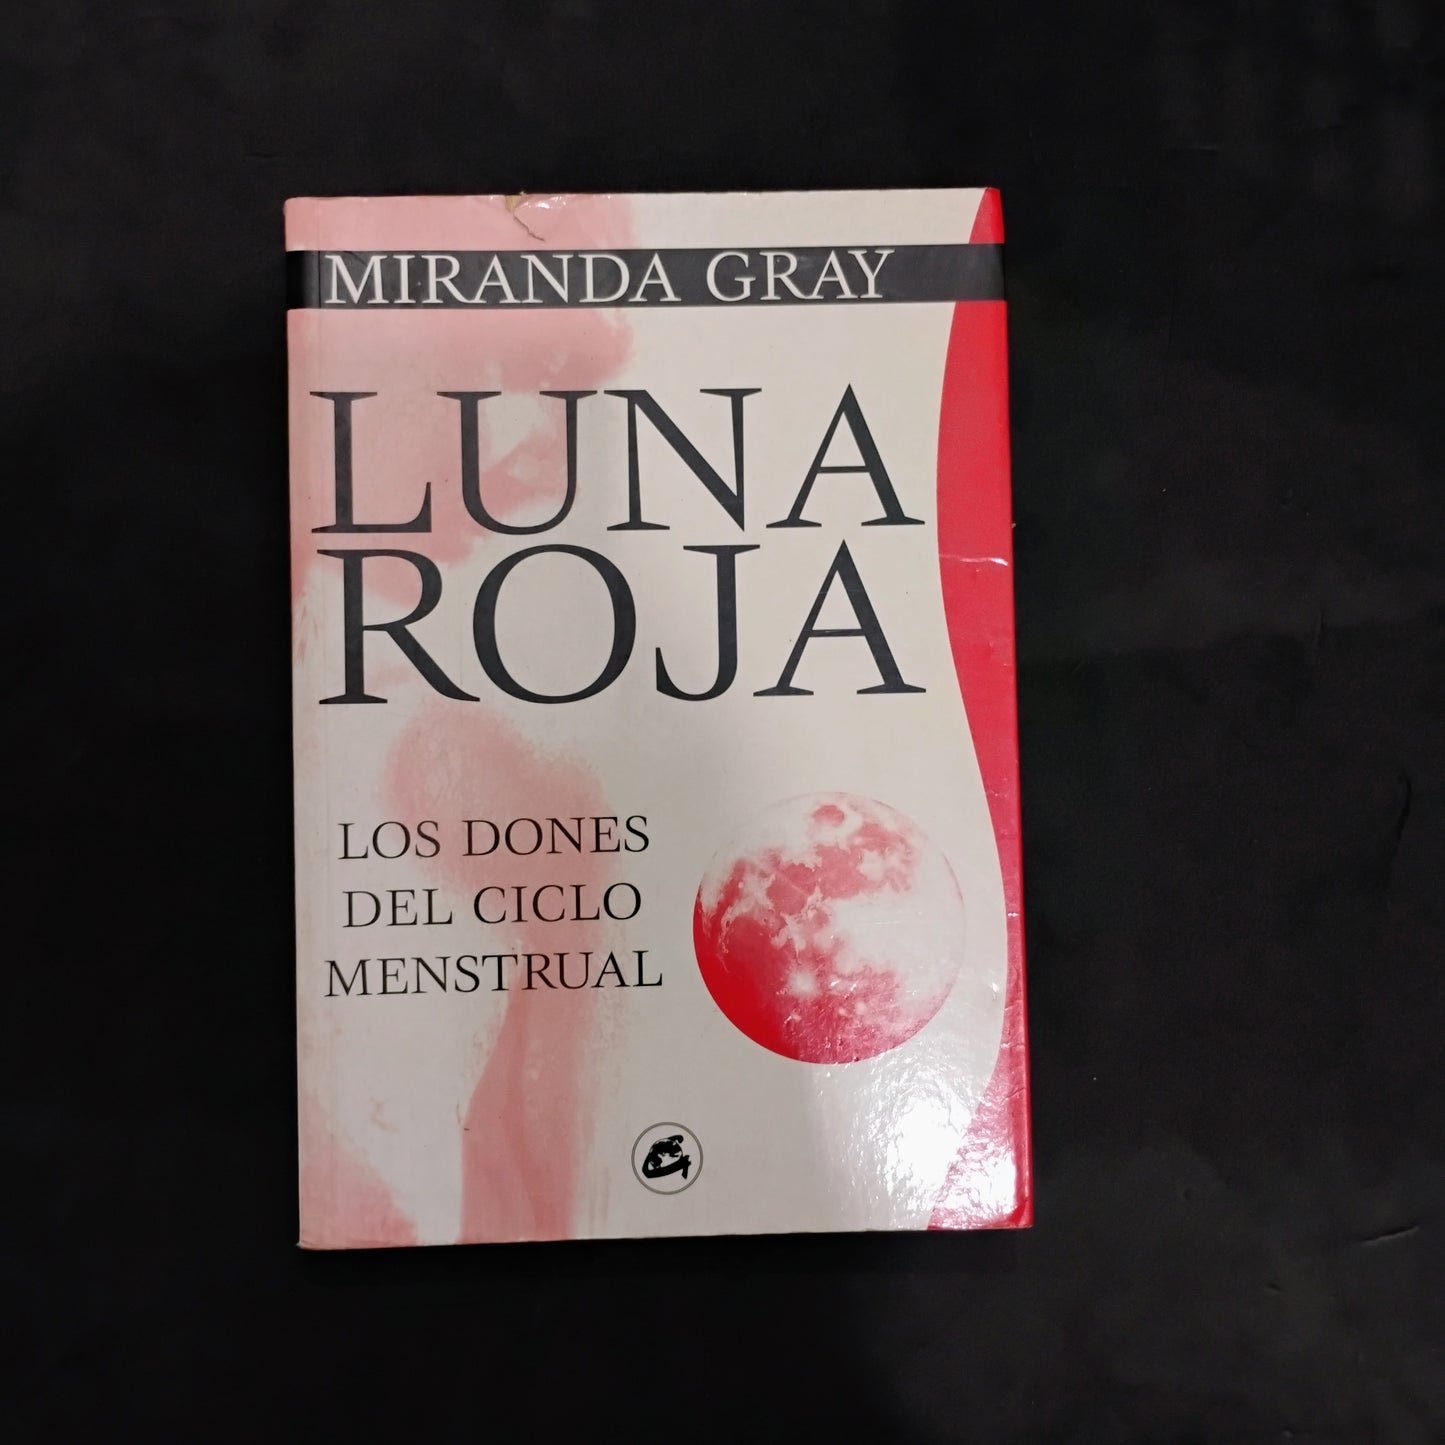 MIRANDA GRAY
LUNA
ROJA
LOS DONES
DEL CICLO
MENSTRUAL